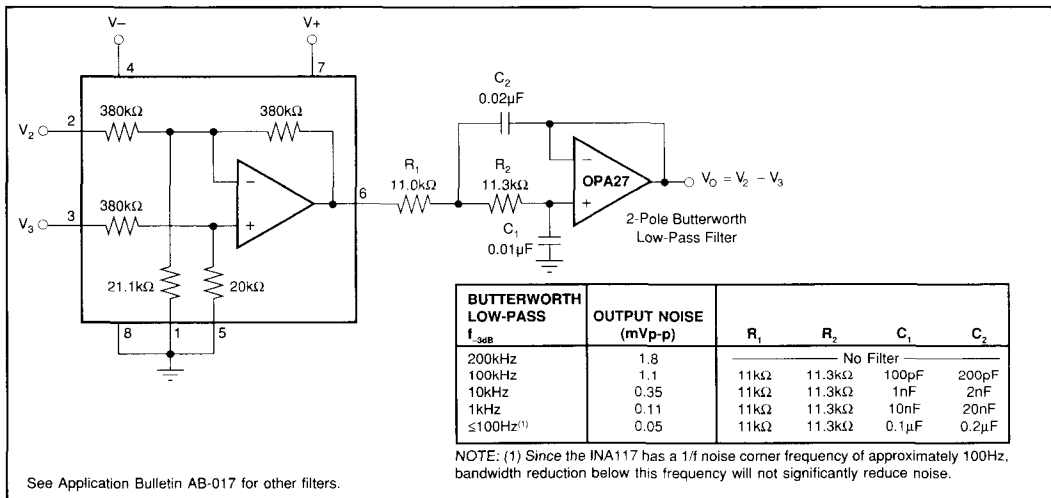 V–
V+
4
7
380kΩ
380kΩ
2
V2
3
V3
380kΩ
–
+
6
21.1kΩ
20kΩ
8
1
5
C2
0.02µF
R1
11.0kΩ
R2
11.3kΩ
–
+
OPA27
VO = V2 – V3
C1
0.01µF
2-Pole Butterworth
Low-Pass Filter
BUTTERWORTH LOW-PASS f–3dB OUTPUT NOISE (mVp-p) R1 R2 C1 C2
200kHz 1.8 No Filter
100kHz 1.1 11kΩ 11.3kΩ 100pF 200pF
10kHz 0.35 11kΩ 11.3kΩ 1nF 2nF
1kHz 0.11 11kΩ 11.3kΩ 10nF 20nF
≤100Hz(1) 0.05 11kΩ 11.3kΩ 0.1µF 0.2µF
NOTE: (1) Since the INA117 has a 1/f noise corner frequency of approximately 100Hz,
bandwidth reduction below this frequency will not significantly reduce noise.
See Application Bulletin AB-017 for other filters.